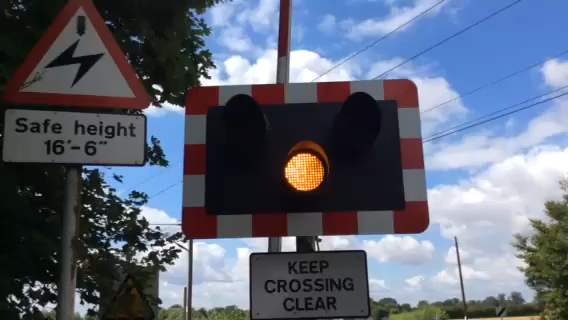 Safe height
16'-6"
KEEP
CROSSING
CLEAR